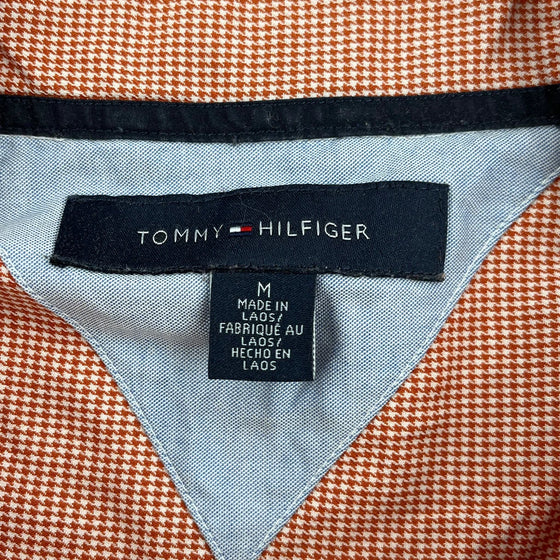 TOMMY HILFIGER
M
MADE IN
LAOS/
FABRIQUÉ AU
LAOS/
HECHO EN
LAOS